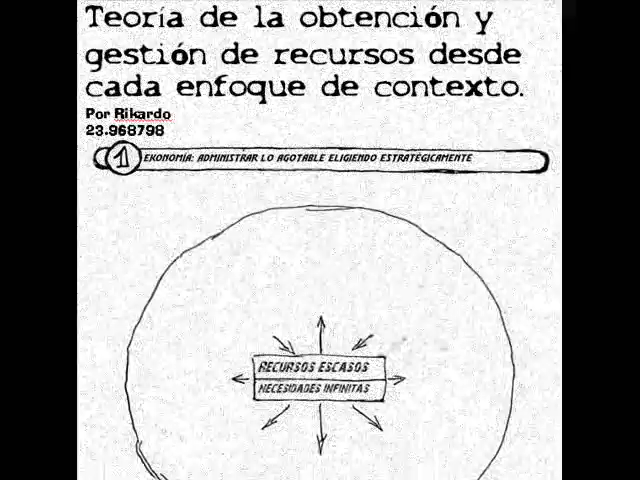 Teoría de la obtención y
gestión de recursos desde
cada enfoque de contexto.
Por Rikardo
23.968798
1 EKONOMÍA: ADMINISTRAR LO AGOTABLE ELIGIENDO ESTRATÉGICAMENTE
RECURSOS ESCASOS
NECESIDADES INFINITAS